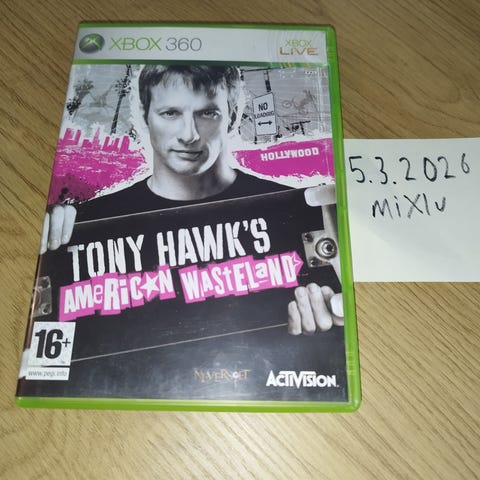 XBOX 360
XBOX
LIVE
NO
LOADING
HOLLYWOOD
5.3.2026
mixlu
TONY HAWK'S
AMERICAN WASTELAND
16+
www.pegi.info
NEVERSOFT
ACTIVISION